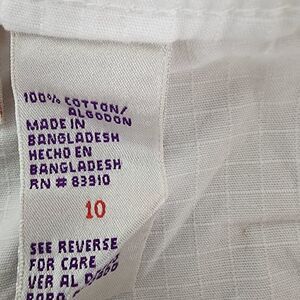 100% COTTON/
ALGODON
MADE IN
BANGLADESH
HECHO EN
BANGLADESH
RN # 83910
10
SEE REVERSE
FOR CARE
VER AL